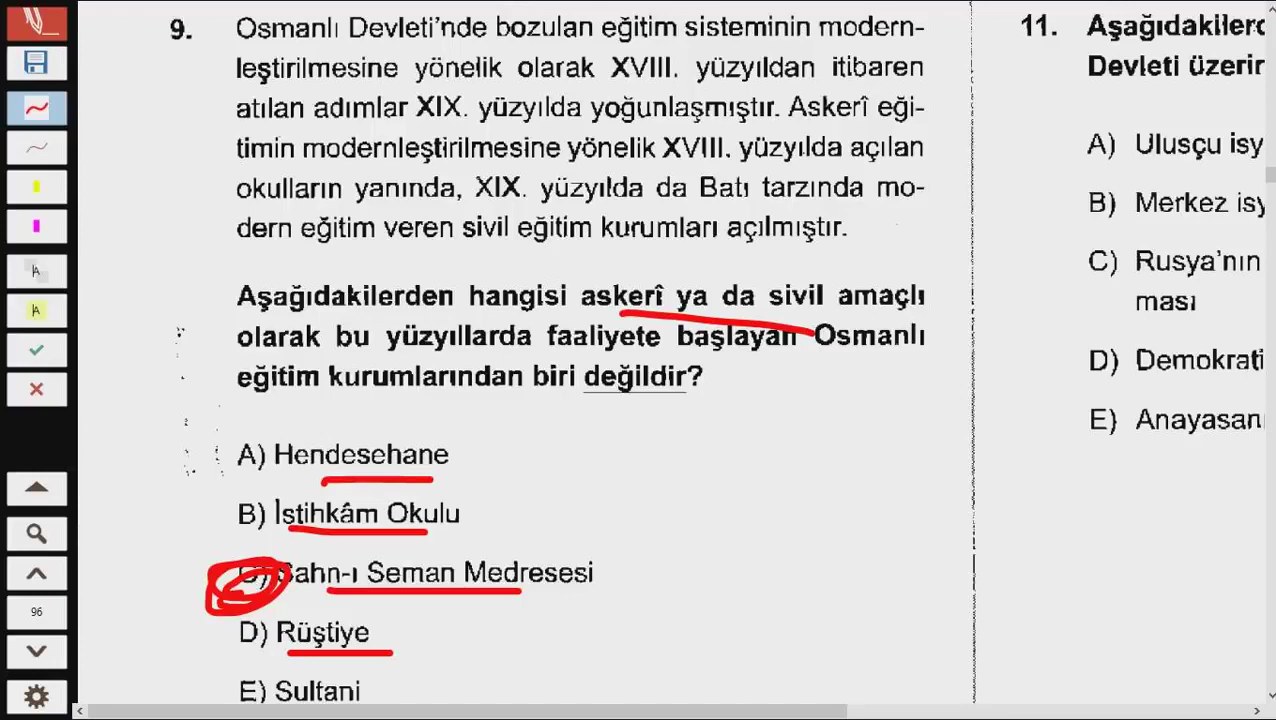 9. Osmanlı Devleti'nde bozulan eğitim sisteminin modern-
leştirilmesine yönelik olarak XVIII. yüzyıldan itibaren
atılan adımlar XIX. yüzyılda yoğunlaşmıştır. Askerî eği-
timin modernleştirilmesine yönelik XVIII. yüzyılda açılan
okulların yanında, XIX. yüzyılda da Batı tarzında mo-
dern eğitim veren sivil eğitim kurumları açılmıştır.
Aşağıdakilerden hangisi askerî ya da sivil amaçlı
olarak bu yüzyıllarda faaliyete başlayan Osmanlı
eğitim kurumlarından biri değildir?
A) Hendesehane
B) İstihkâm Okulu
C) Sahn-ı Seman Medresesi
D) Rüştiye
E) Sultani
11. Aşağıdakilerd
Devleti üzerir
A) Ulusçu isy
B) Merkez isy
C) Rusya'nın
ması
D) Demokrati
E) Anayasanı
A
A
96